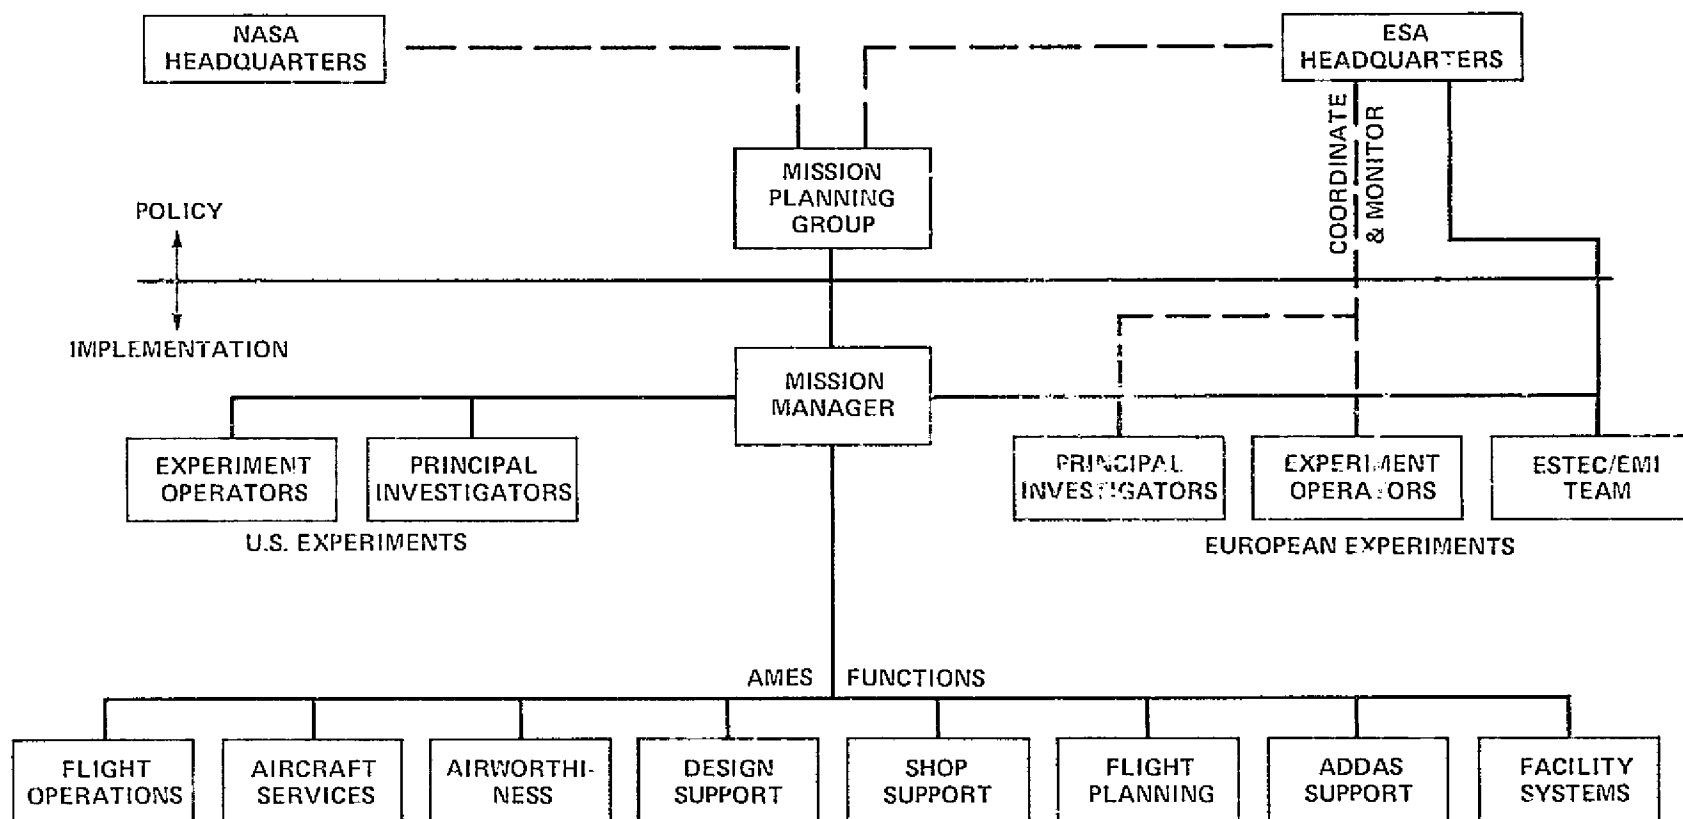 NASA
HEADQUARTERS
ESA
HEADQUARTERS
COORDINATE
& MONITOR
MISSION
PLANNING
GROUP
POLICY
IMPLEMENTATION
MISSION
MANAGER
EXPERIMENT
OPERATORS
PRINCIPAL
INVESTIGATORS
U.S. EXPERIMENTS
PRINCIPAL
INVESTIGATORS
EXPERIMENT
OPERATORS
ESTEC/EMI
TEAM
EUROPEAN EXPERIMENTS
AMES FUNCTIONS
FLIGHT
OPERATIONS
AIRCRAFT
SERVICES
AIRWORTHI-
NESS
DESIGN
SUPPORT
SHOP
SUPPORT
FLIGHT
PLANNING
ADDAS
SUPPORT
FACILITY
SYSTEMS